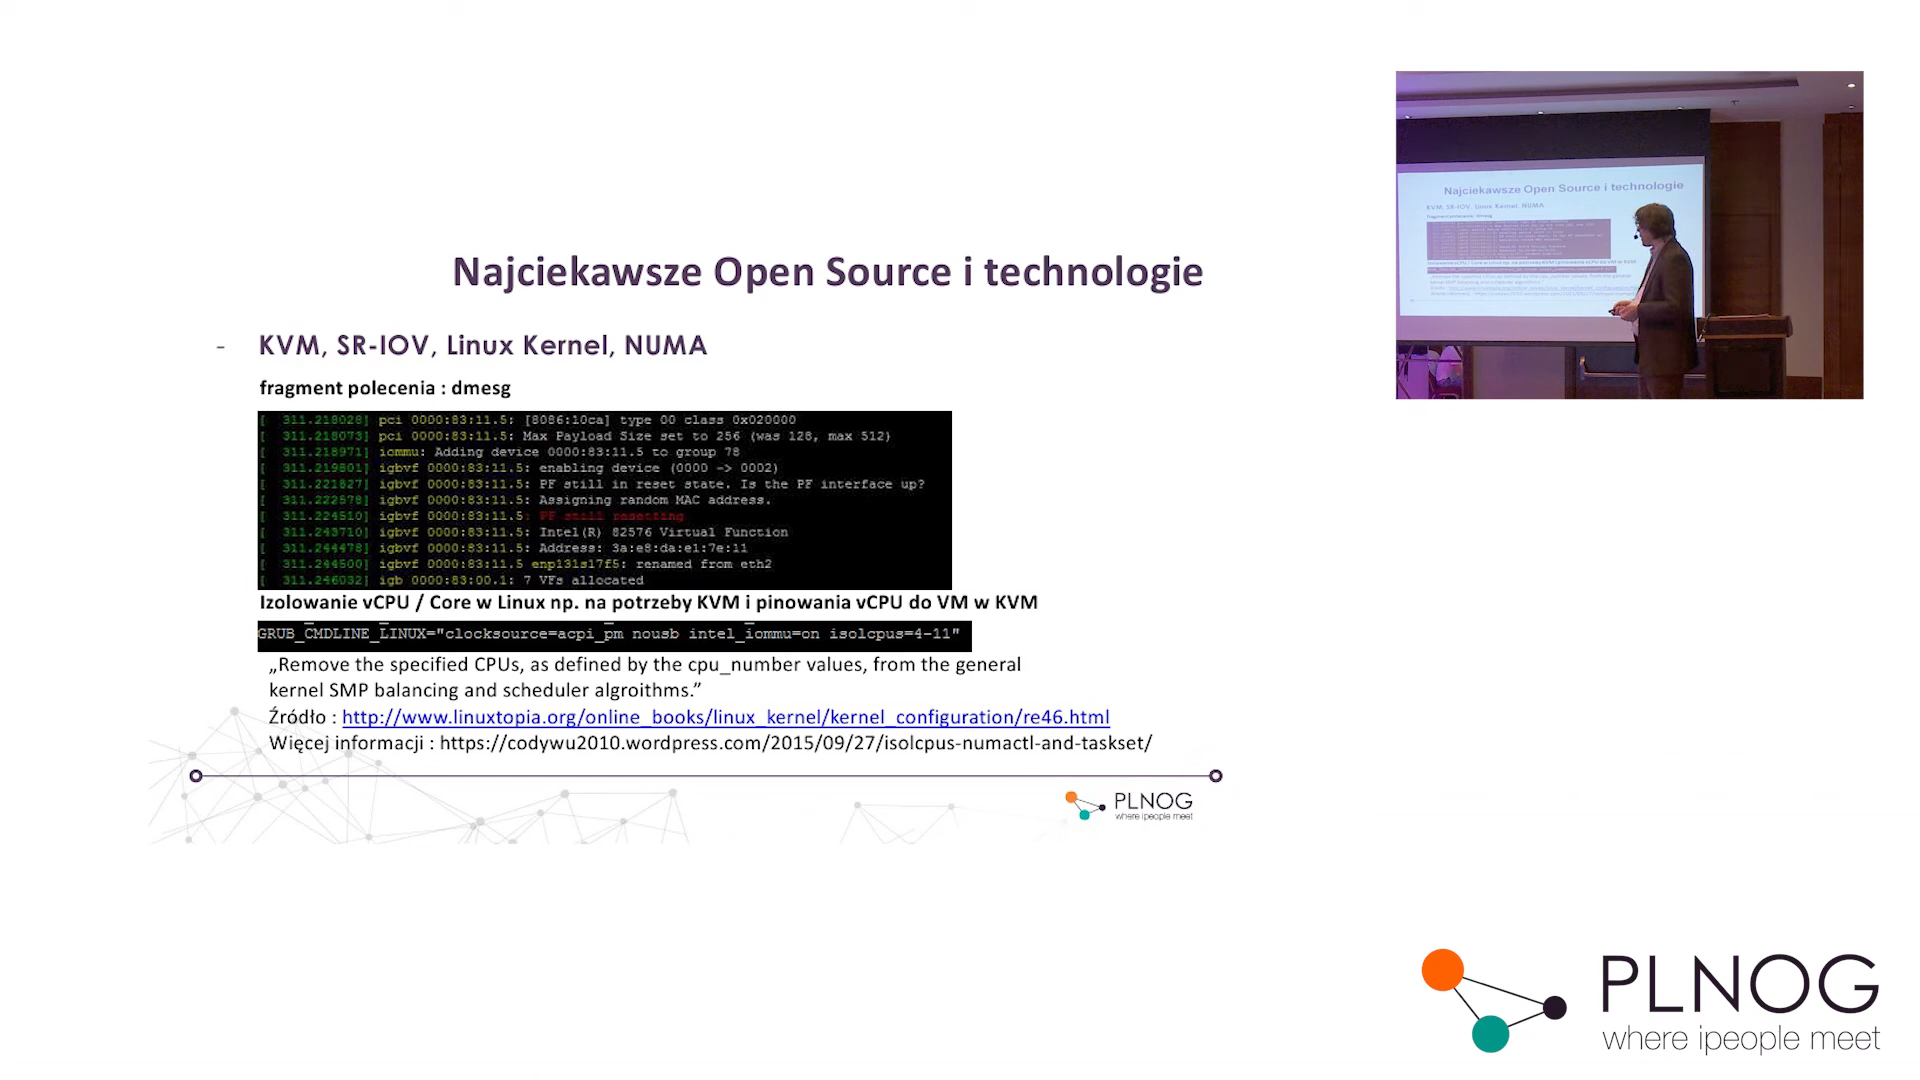 Najciekawsze Open Source i technologie
- KVM, SR-IOV, Linux Kernel, NUMA
fragment polecenia : dmesg
[ 311.218028] pci 0000:83:11.5: [8086:10ca] type 00 class 0x020000
[ 311.218073] pci 0000:83:11.5: Max Payload Size set to 256 (was 128, max 512)
[ 311.218971] iommu: Adding device 0000:83:11.5 to group 78
[ 311.219801] igbvf 0000:83:11.5: enabling device (0000 -> 0002)
[ 311.221827] igbvf 0000:83:11.5: PF still in reset state. Is the PF interface up?
[ 311.222578] igbvf 0000:83:11.5: Assigning random MAC address.
[ 311.224510] igbvf 0000:83:11.5: PF still resetting
[ 311.243710] igbvf 0000:83:11.5: Intel(R) 82576 Virtual Function
[ 311.244478] igbvf 0000:83:11.5: Address: 3a:e8:da:e1:7e:11
[ 311.244500] igbvf 0000:83:11.5 enp131s17f5: renamed from eth2
[ 311.246032] igb 0000:83:00.1: 7 VFs allocated
Izolowanie vCPU / Core w Linux np. na potrzeby KVM i pinowania vCPU do VM w KVM
GRUB_CMDLINE_LINUX="clocksource=acpi_pm nousb intel_iommu=on isolcpus=4-11"
„Remove the specified CPUs, as defined by the cpu_number values, from the general
kernel SMP balancing and scheduler algroithms.”
Źródło : http://www.linuxtopia.org/online_books/linux_kernel/kernel_configuration/re46.html
Więcej informacji : https://codywu2010.wordpress.com/2015/09/27/isolcpus-numactl-and-taskset/
PLNOG
where ipeople meet
Najciekawsze Open Source i technologie
KVM, SR-IOV, Linux Kernel, NUMA
PLNOG
where ipeople meet